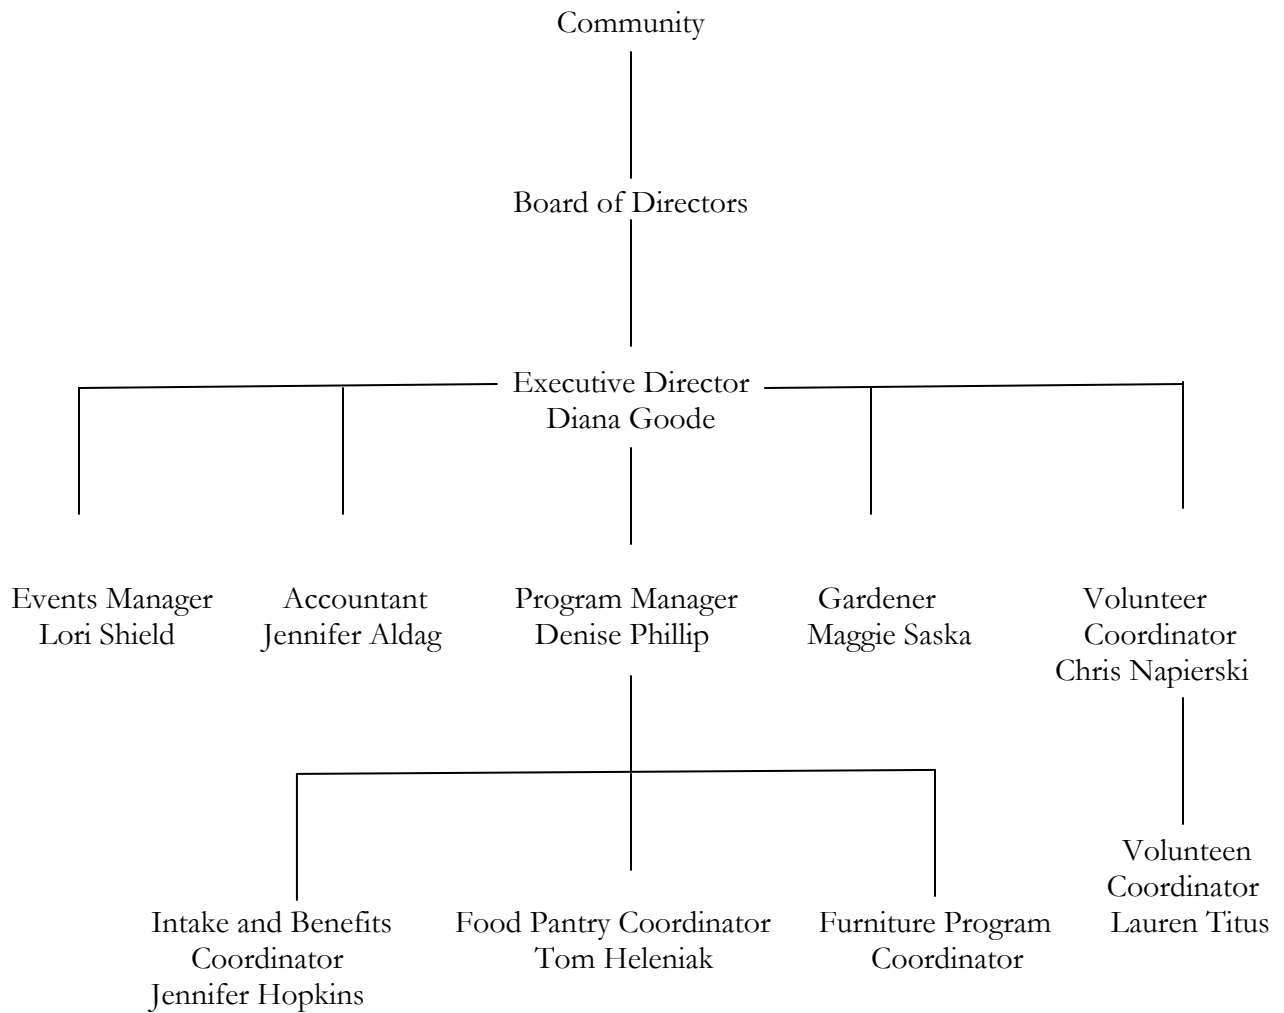 Community
Board of Directors
Executive Director
Diana Goode
Events Manager
Lori Shield
Accountant
Jennifer Aldag
Program Manager
Denise Phillip
Gardener
Maggie Saska
Volunteer
Coordinator
Chris Napierski
Intake and Benefits
Coordinator
Jennifer Hopkins
Food Pantry Coordinator
Tom Heleniak
Furniture Program
Coordinator
Volunteen
Coordinator
Lauren Titus